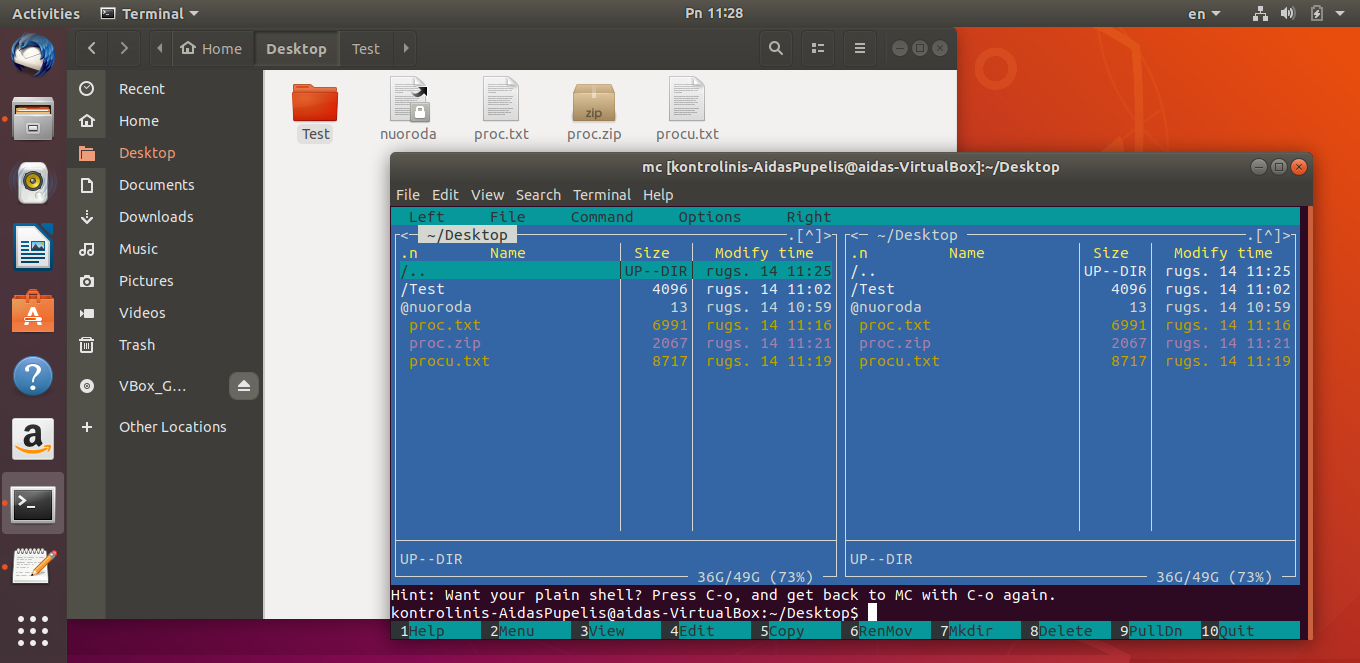 Activities Terminal Pn 11:28 en
Home Desktop Test
Recent
Home
Desktop
Documents
Downloads
Music
Pictures
Videos
Trash
VBox_G…
Other Locations
Test nuoroda proc.txt proc.zip procu.txt
zip
mc [kontrolinis-AidasPupelis@aidas-VirtualBox]:~/Desktop
File Edit View Search Terminal Help
Left File Command Options Right
<─ ~/Desktop ─.[^]>┐ <─ ~/Desktop ─.[^]>┐
.n Name Size Modify time .n Name Size Modify time
/.. UP--DIR rugs. 14 11:25 /.. UP--DIR rugs. 14 11:25
/Test 4096 rugs. 14 11:02 /Test 4096 rugs. 14 11:02
@nuoroda 13 rugs. 14 10:59 @nuoroda 13 rugs. 14 10:59
proc.txt 6991 rugs. 14 11:16 proc.txt 6991 rugs. 14 11:16
proc.zip 2067 rugs. 14 11:21 proc.zip 2067 rugs. 14 11:21
procu.txt 8717 rugs. 14 11:19 procu.txt 8717 rugs. 14 11:19
UP--DIR UP--DIR
36G/49G (73%) 36G/49G (73%)
Hint: Want your plain shell? Press C-o, and get back to MC with C-o again.
kontrolinis-AidasPupelis@aidas-VirtualBox:~/Desktop$
1Help 2Menu 3View 4Edit 5Copy 6RenMov 7Mkdir 8Delete 9PullDn 10Quit